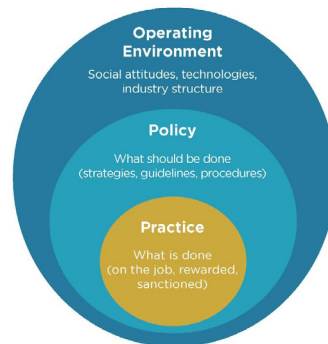 Operating
Environment
Social attitudes, technologies,
industry structure
Policy
What should be done
(strategies, guidelines, procedures)
Practice
What is done
(on the job, rewarded,
sanctioned)